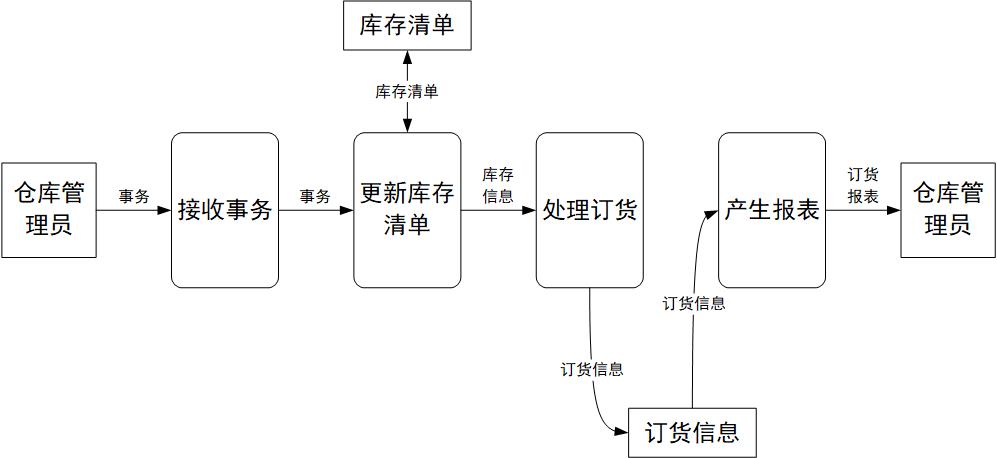 库存清单
库存清单
仓库管
理员
事务
接收事务
事务
更新库存
清单
库存
信息
处理订货
产生报表
订货
报表
仓库管
理员
订货信息
订货信息
订货信息